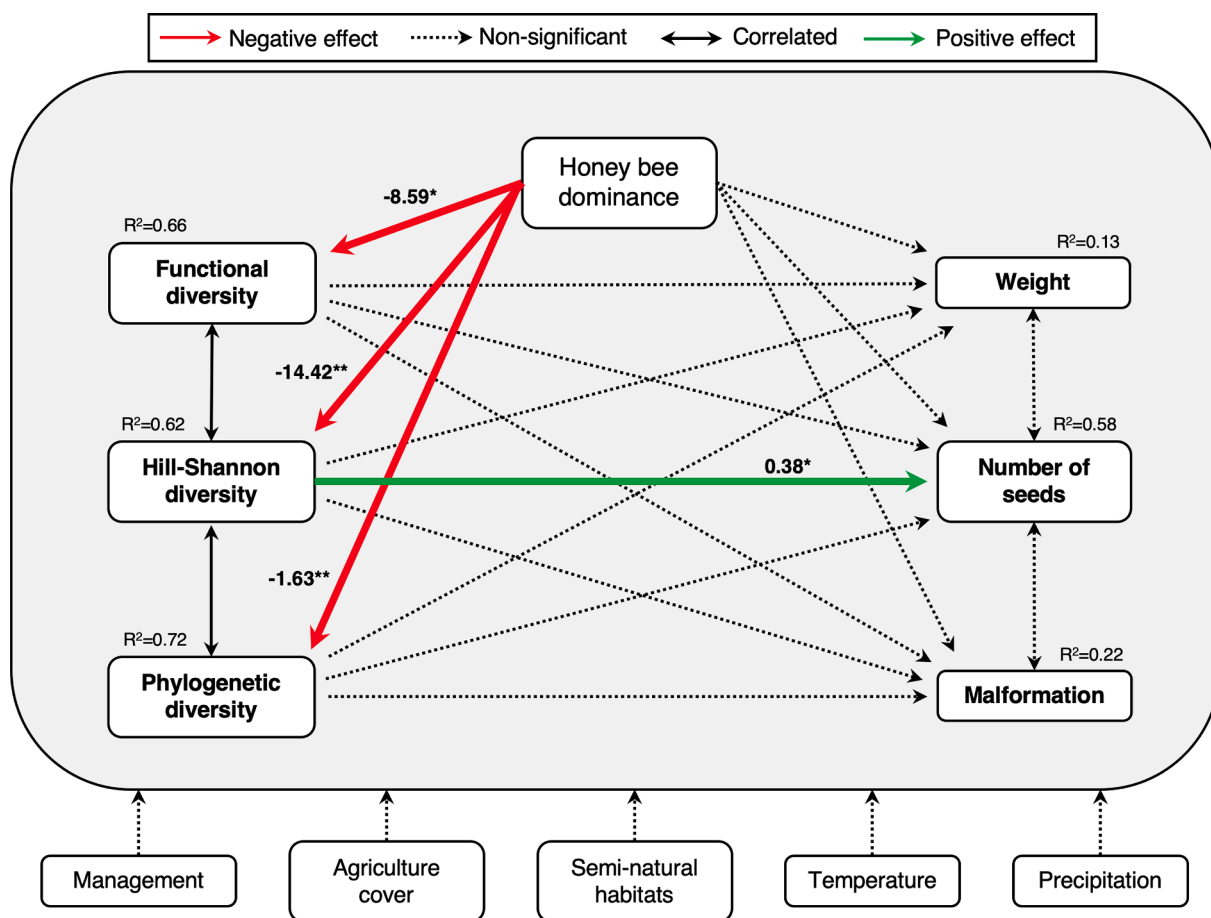 Negative effect
Non-significant
Correlated
Positive effect
Honey bee
dominance
-8.59*
R²=0.66
Functional
diversity
R²=0.13
Weight
-14.42**
R²=0.62
Hill-Shannon
diversity
0.38*
R²=0.58
Number of
seeds
-1.63**
R²=0.72
Phylogenetic
diversity
R²=0.22
Malformation
Management
Agriculture
cover
Semi-natural
habitats
Temperature
Precipitation